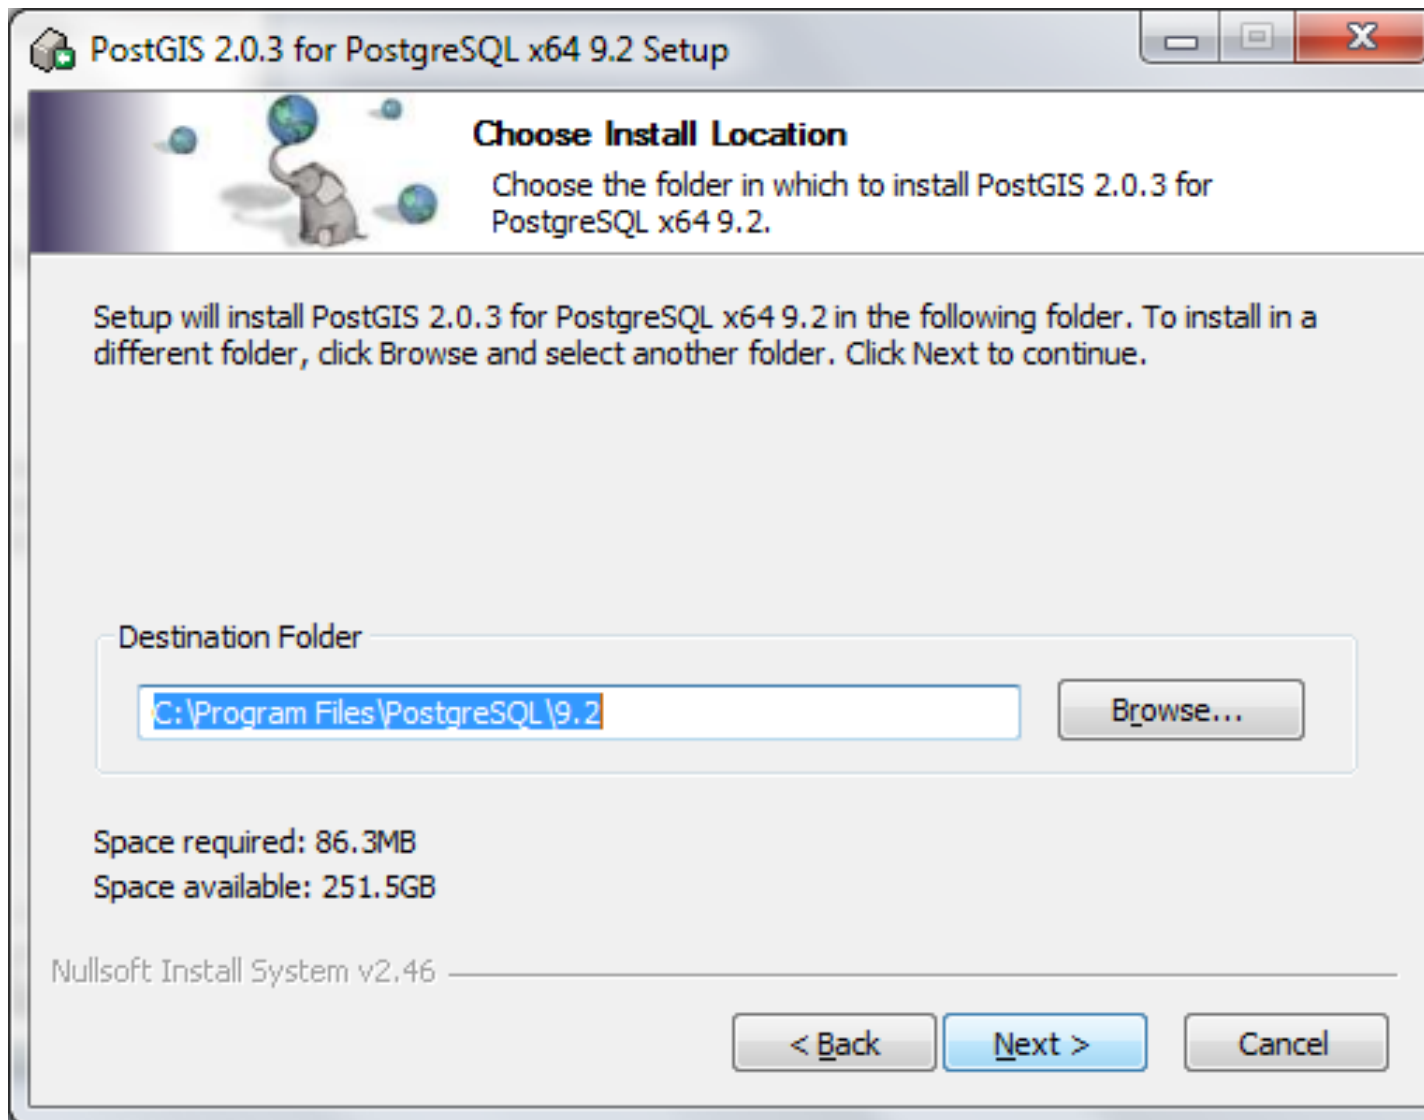 PostGIS 2.0.3 for PostgreSQL x64 9.2 Setup
Choose Install Location
Choose the folder in which to install PostGIS 2.0.3 for
PostgreSQL x64 9.2.
Setup will install PostGIS 2.0.3 for PostgreSQL x64 9.2 in the following folder. To install in a
different folder, click Browse and select another folder. Click Next to continue.
Destination Folder
C:\Program Files\PostgreSQL\9.2
Browse...
Space required: 86.3MB
Space available: 251.5GB
Nullsoft Install System v2.46
< Back
Next >
Cancel